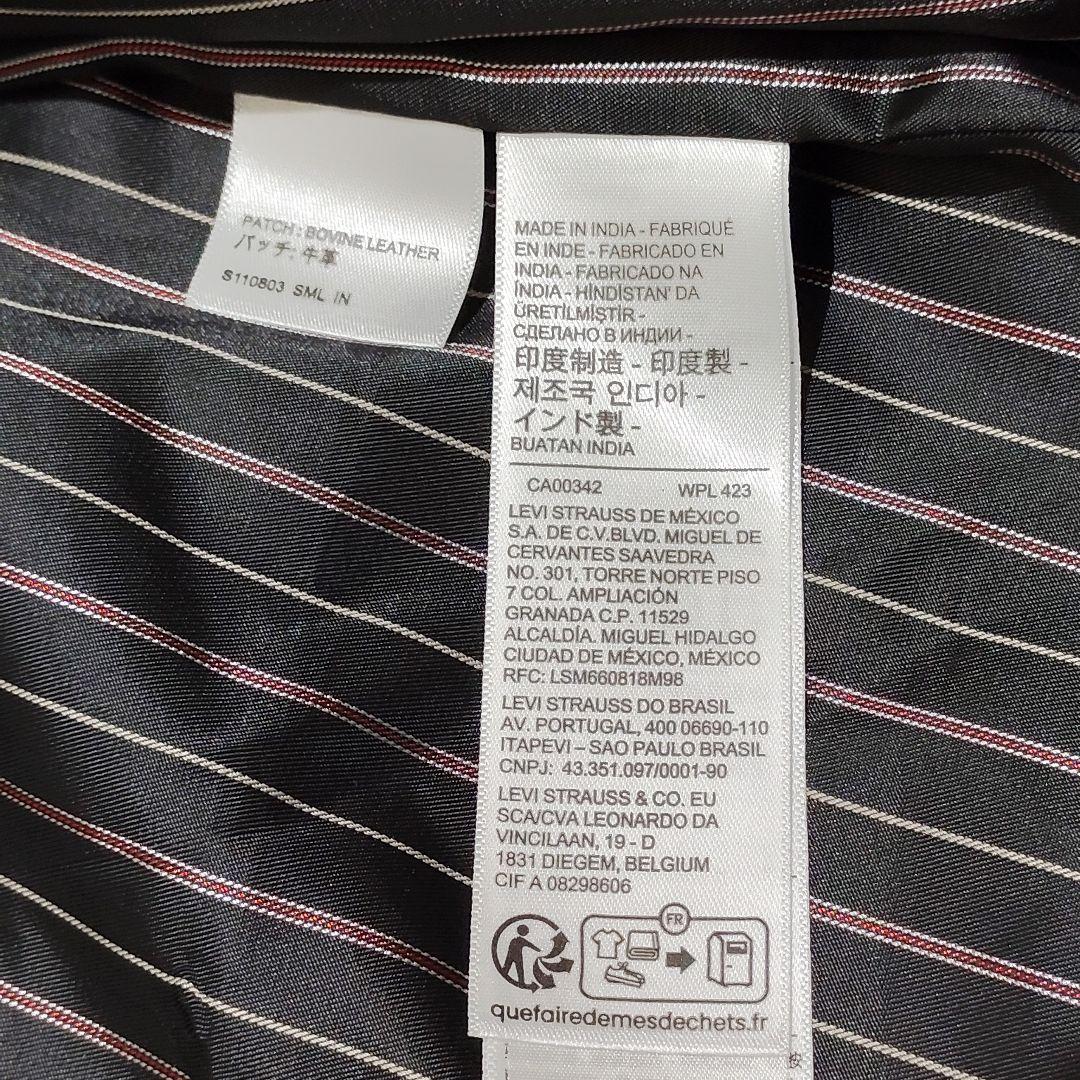 PATCH : BOVINE LEATHER
パッチ: 牛革
S110803 SML IN
MADE IN INDIA - FABRIQUÉ
EN INDE - FABRICADO EN
INDIA - FABRICADO NA
ÍNDIA - HİNDİSTAN' DA
ÜRETİLMİŞTİR -
СДЕЛАНО В ИНДИИ -
印度制造 - 印度製 -
제조국 인디아 -
インド製 -
BUATAN INDIA
CA00342 WPL 423
LEVI STRAUSS DE MÉXICO
S.A. DE C.V.BLVD. MIGUEL DE
CERVANTES SAAVEDRA
NO. 301, TORRE NORTE PISO
7 COL. AMPLIACIÓN
GRANADA C.P. 11529
ALCALDÍA. MIGUEL HIDALGO
CIUDAD DE MÉXICO, MÉXICO
RFC: LSM660818M98
LEVI STRAUSS DO BRASIL
AV. PORTUGAL, 400 06690-110
ITAPEVI – SAO PAULO BRASIL
CNPJ: 43.351.097/0001-90
LEVI STRAUSS & CO. EU
SCA/CVA LEONARDO DA
VINCILAAN, 19 - D
1831 DIEGEM, BELGIUM
CIF A 08298606
FR
quefairedemesdechets.fr